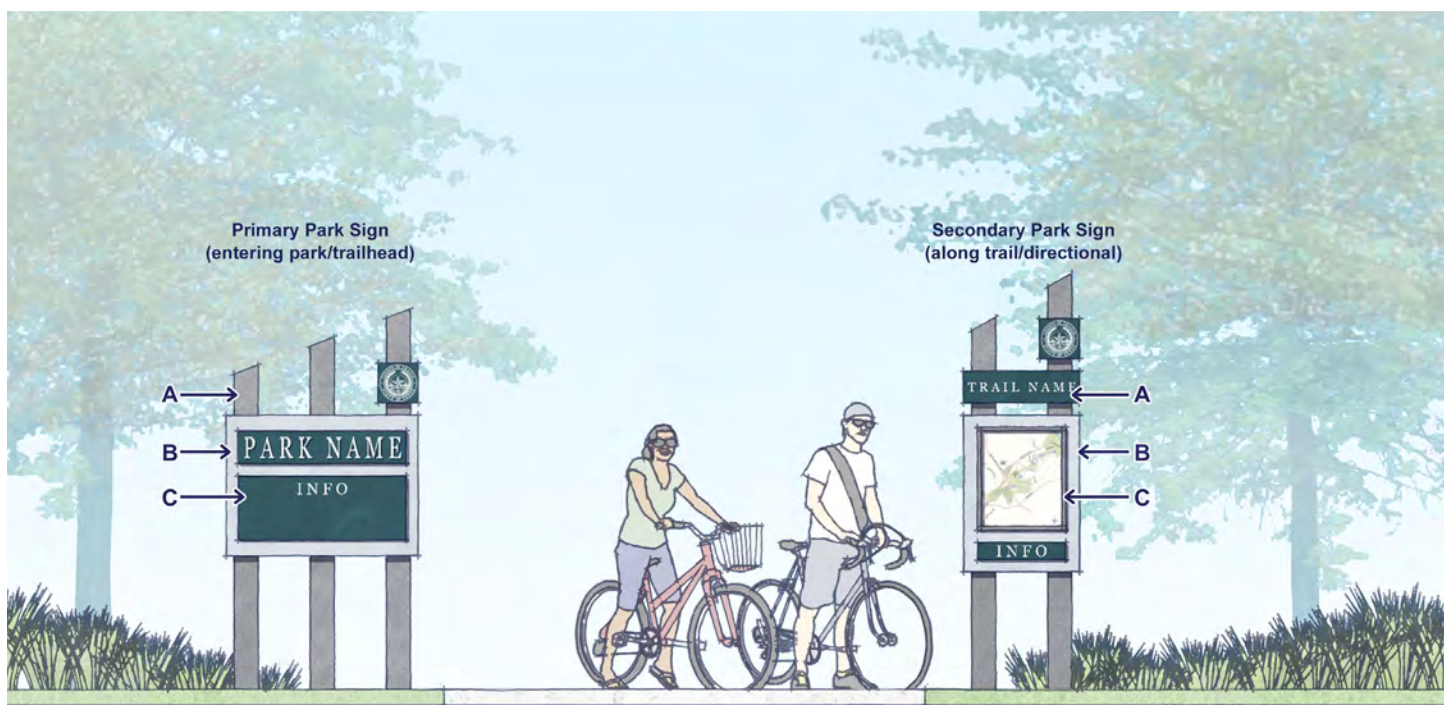 Primary Park Sign
(entering park/trailhead)
A
B
C
PARK NAME
INFO
Secondary Park Sign
(along trail/directional)
TRAIL NAME
INFO
A
B
C